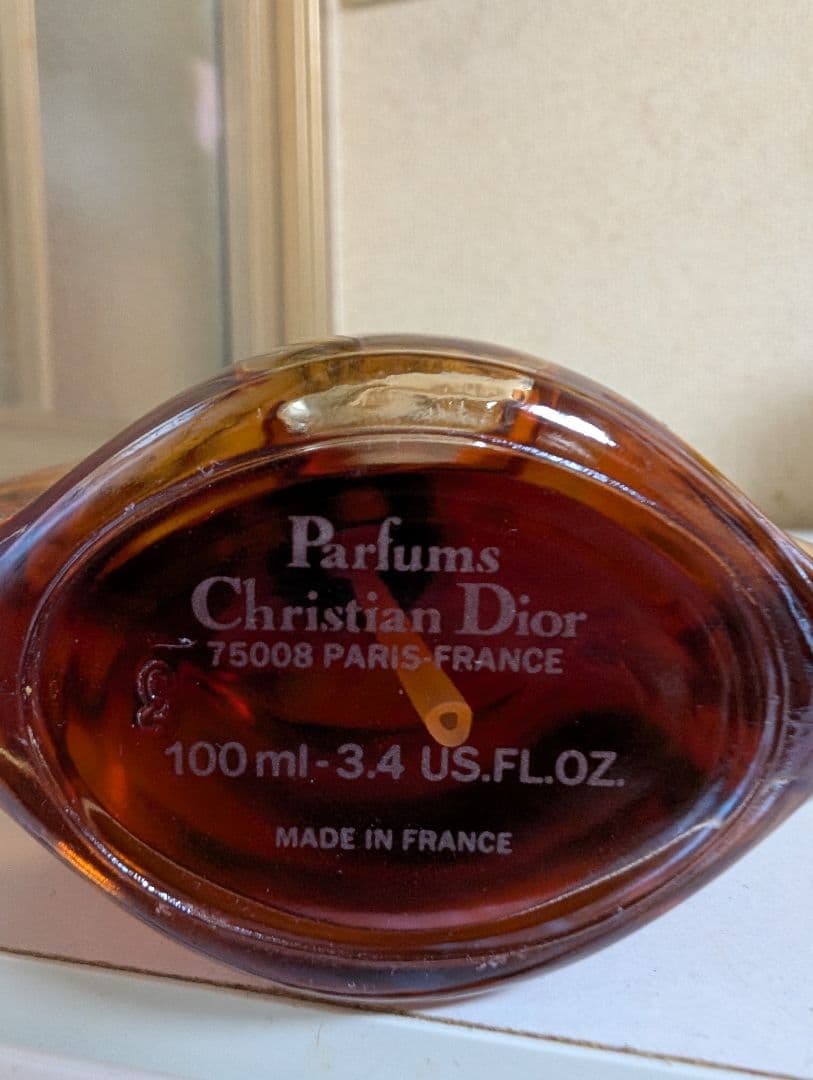 Parfums
Christian Dior
75008 PARIS-FRANCE
100 ml - 3.4 US.FL.OZ.
MADE IN FRANCE